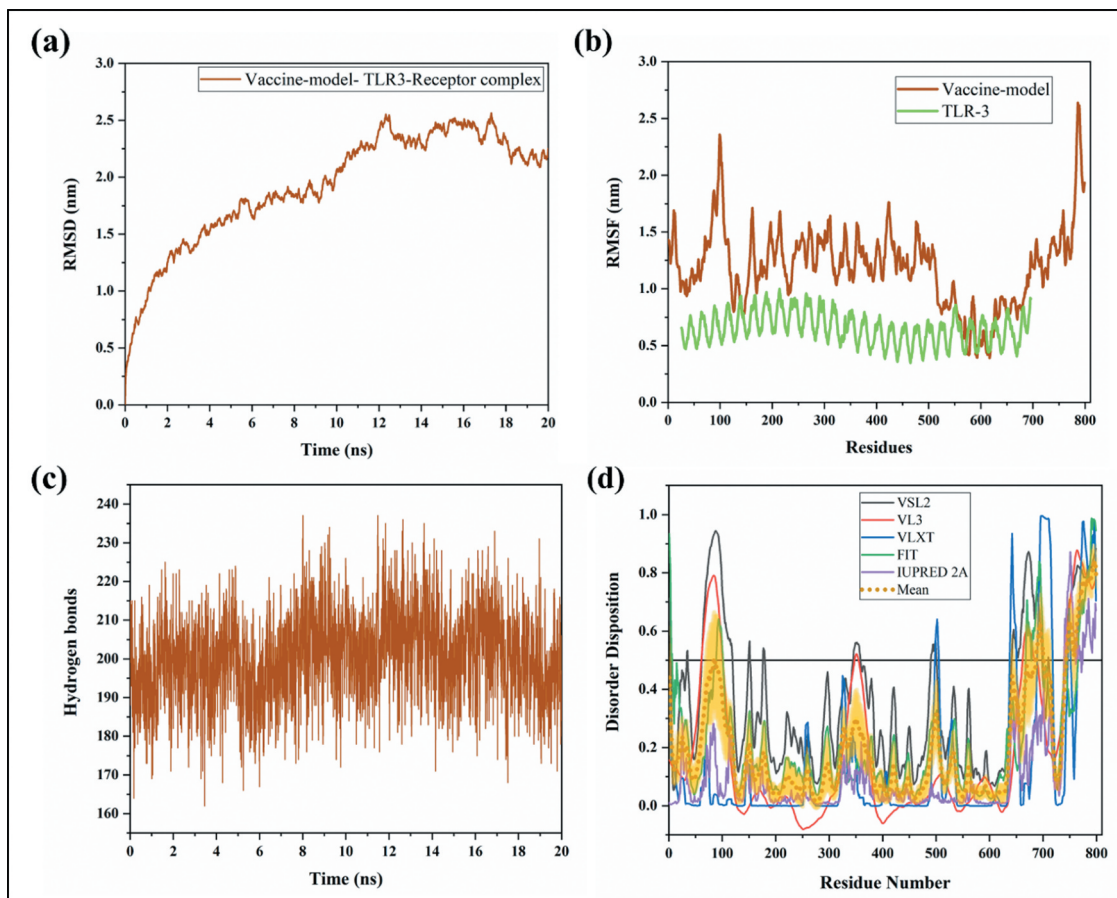 (a)
Vaccine-model- TLR3-Receptor complex
3.0
2.5
2.0
1.5
1.0
0.5
0.0
RMSD (nm)
0 2 4 6 8 10 12 14 16 18 20
Time (ns)
(b)
Vaccine-model
TLR-3
3.0
2.5
2.0
1.5
1.0
0.5
0.0
RMSF (nm)
0 100 200 300 400 500 600 700 800
Residues
(c)
240
230
220
210
200
190
180
170
160
Hydrogen bonds
0 2 4 6 8 10 12 14 16 18 20
Time (ns)
(d)
VSL2
VL3
VLXT
FIT
IUPRED 2A
Mean
1.0
0.8
0.6
0.4
0.2
0.0
Disorder Disposition
0 100 200 300 400 500 600 700 800
Residue Number